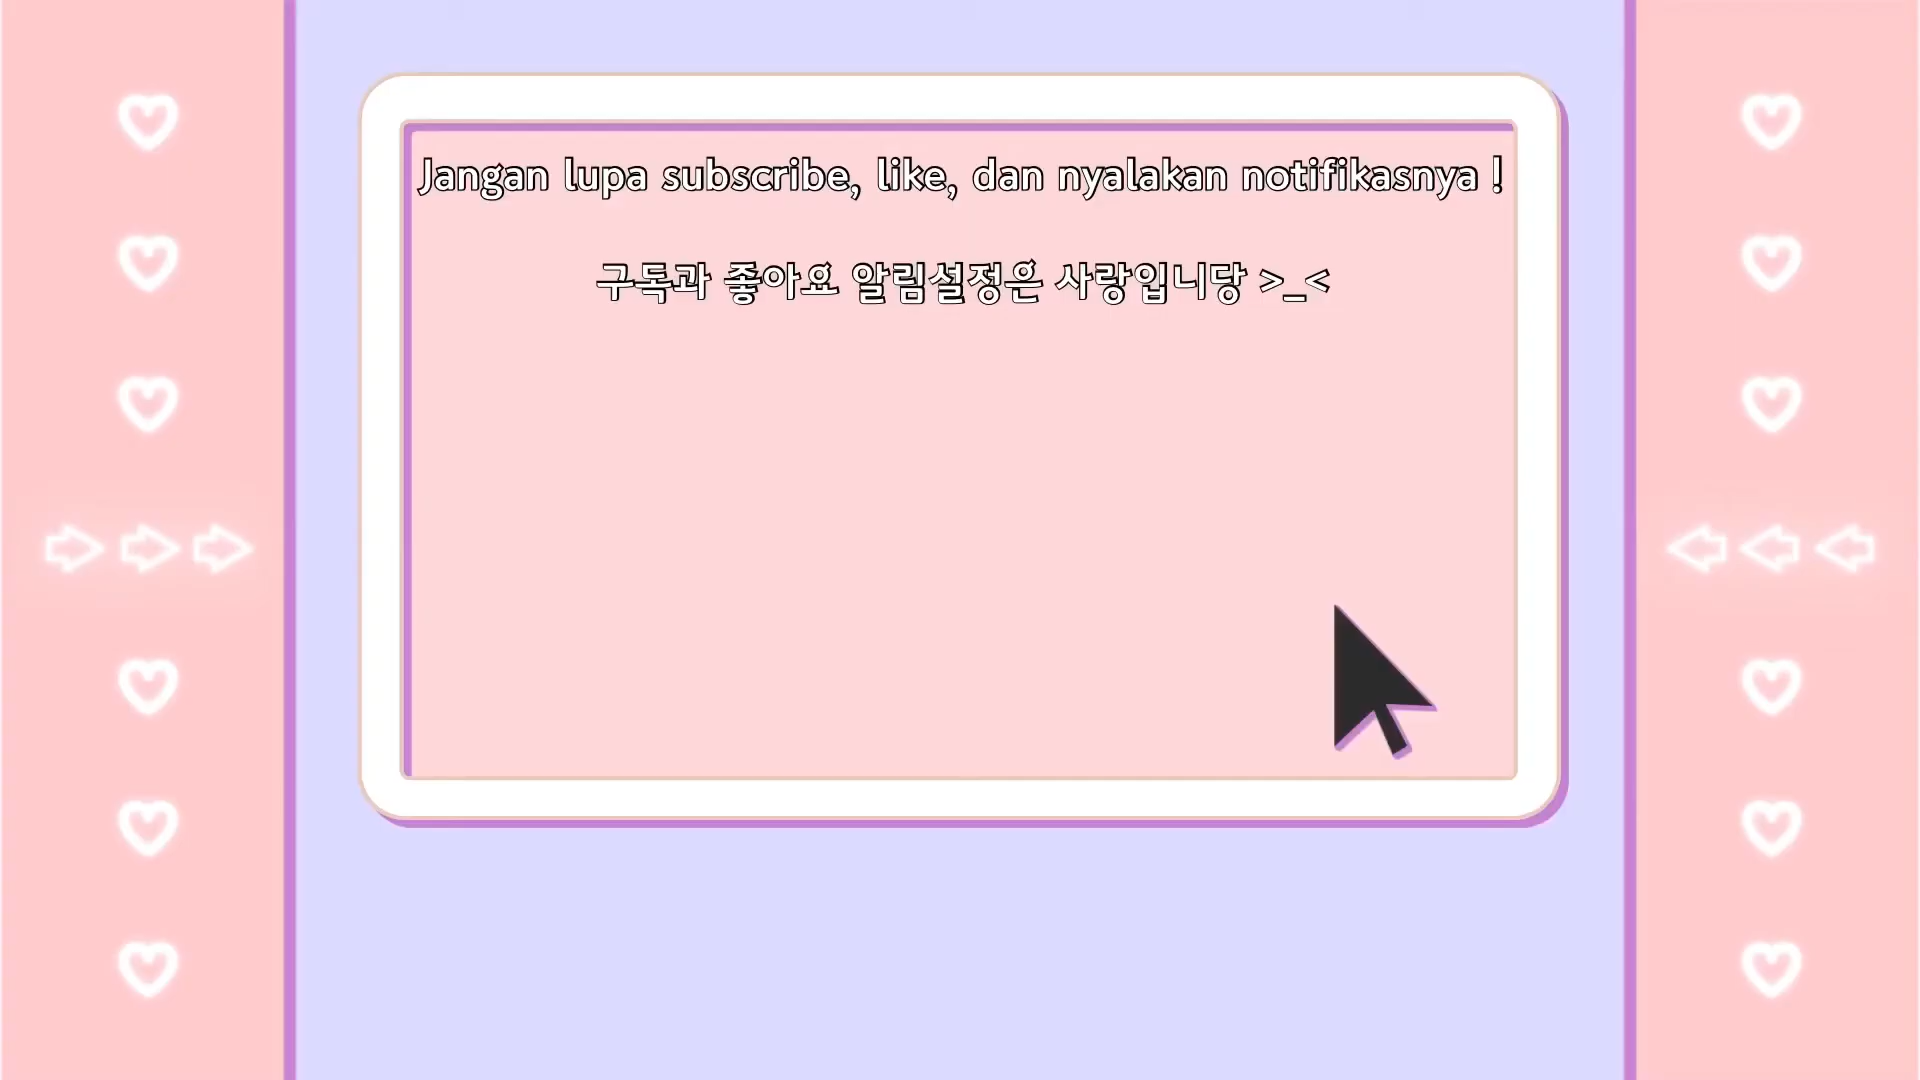 Jangan lupa subscribe, like, dan nyalakan notifikasnya !
구독과 좋아요 알림설정은 사랑입니당 >_<